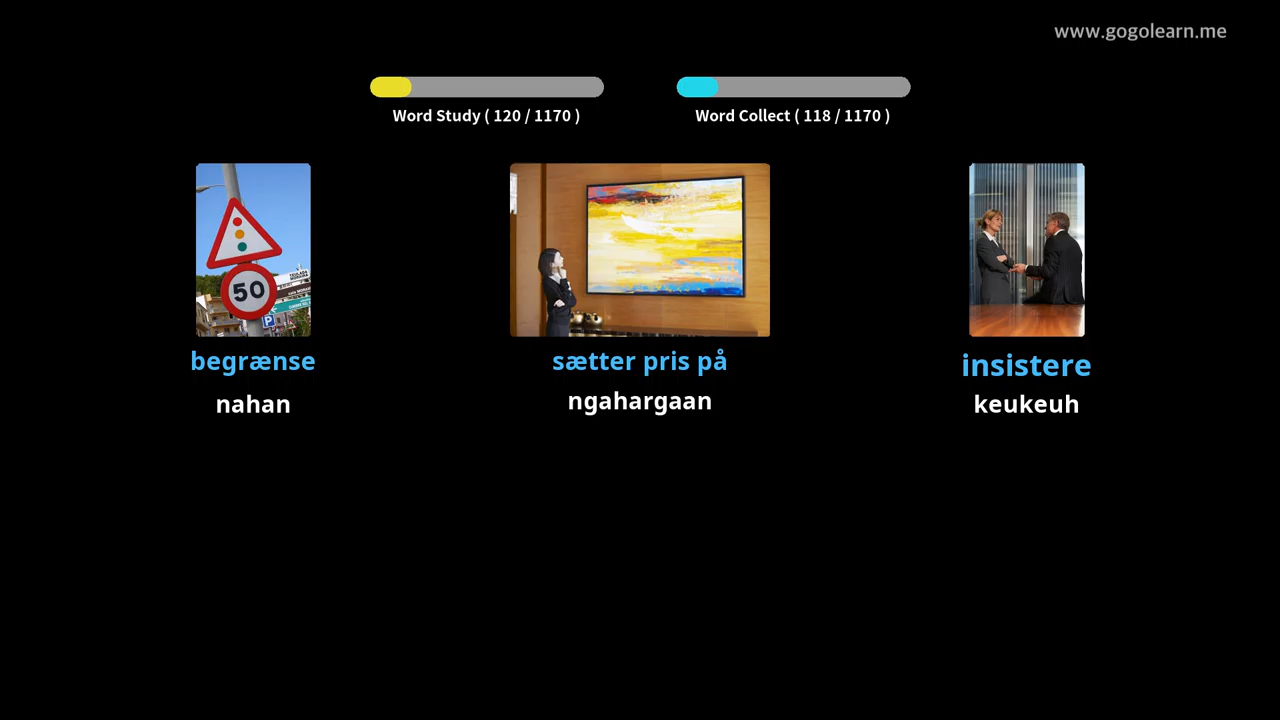 www.gogolearn.me
Word Study ( 120 / 1170 )
Word Collect ( 118 / 1170 )
50
P
begrænse
sætter pris på
insistere
nahan
ngahargaan
keukeuh